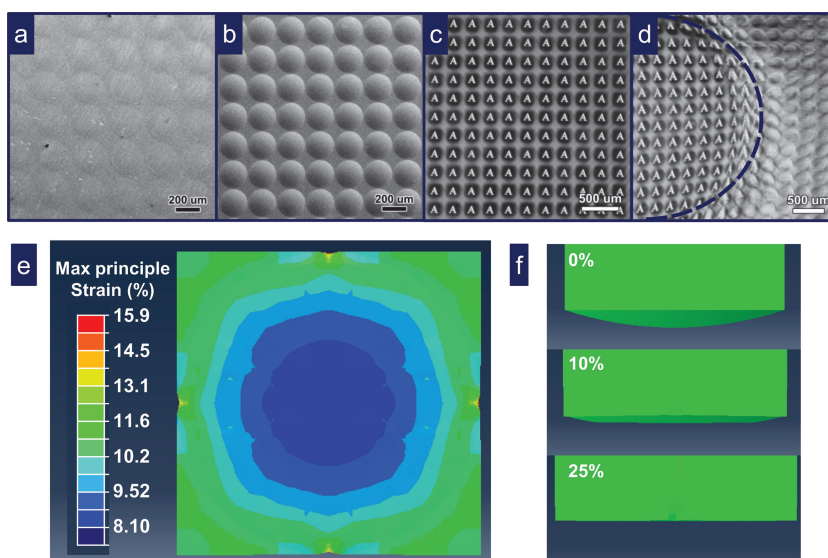 a
b
c
d
200 um
200 um
500 um
500 um
e
f
Max principle
Strain (%)
15.9
14.5
13.1
11.6
10.2
9.52
8.10
0%
10%
25%